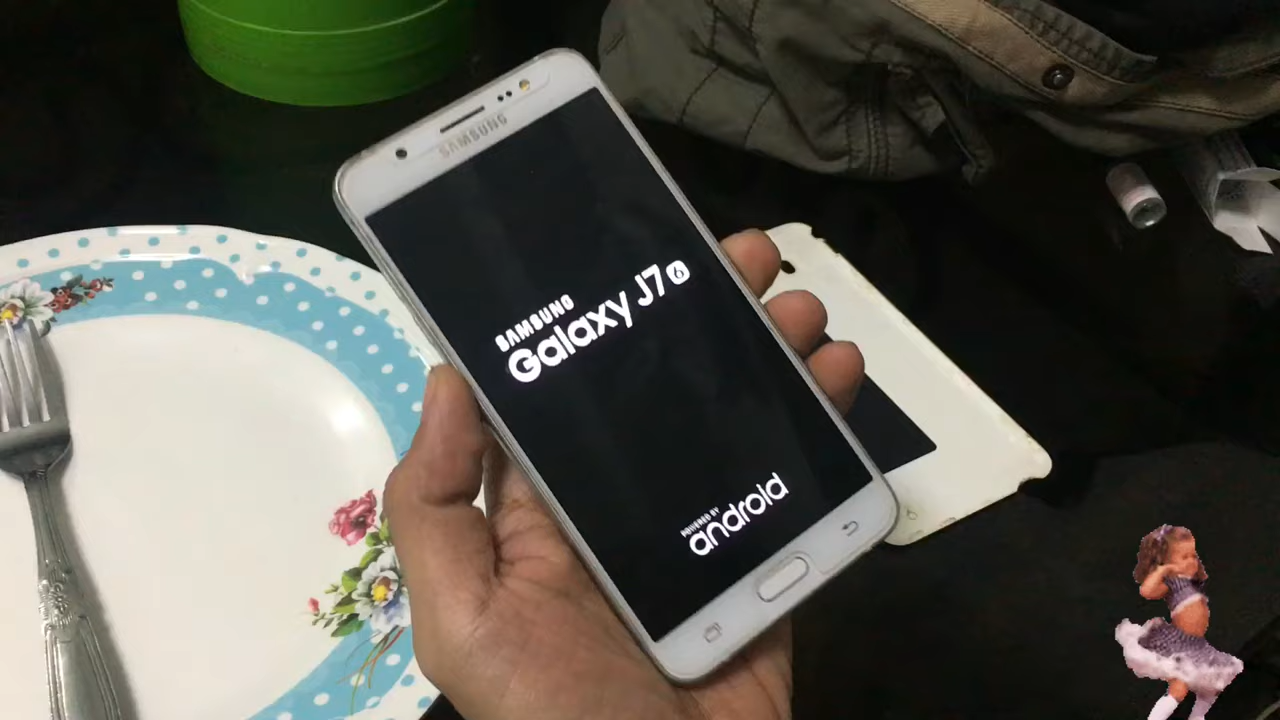 SAMSUNG
SAMSUNG
Galaxy J7 6
POWERED BY
android